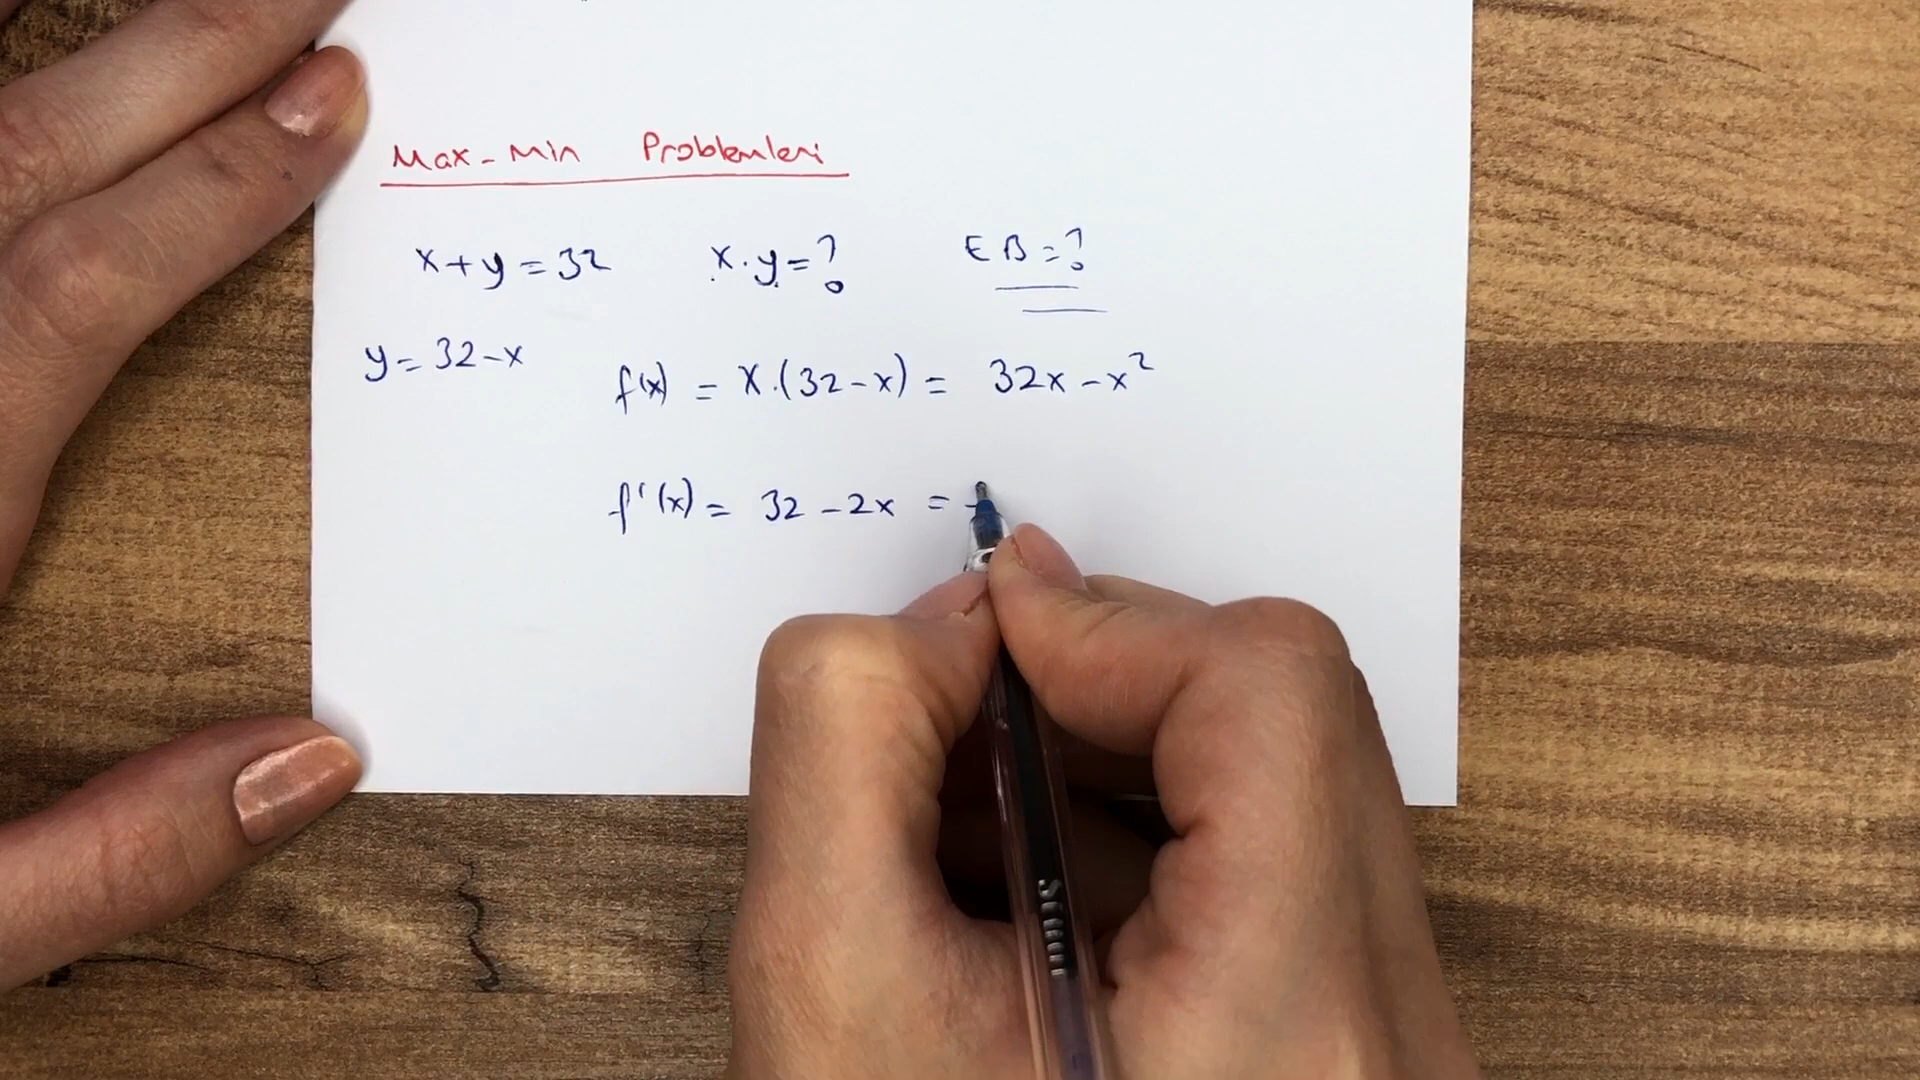 Max-Min Problemleri
x+y=32 x.y=? EB=?
y=32-x
f(x) = x.(32-x) = 32x-x²
f'(x) = 32-2x =